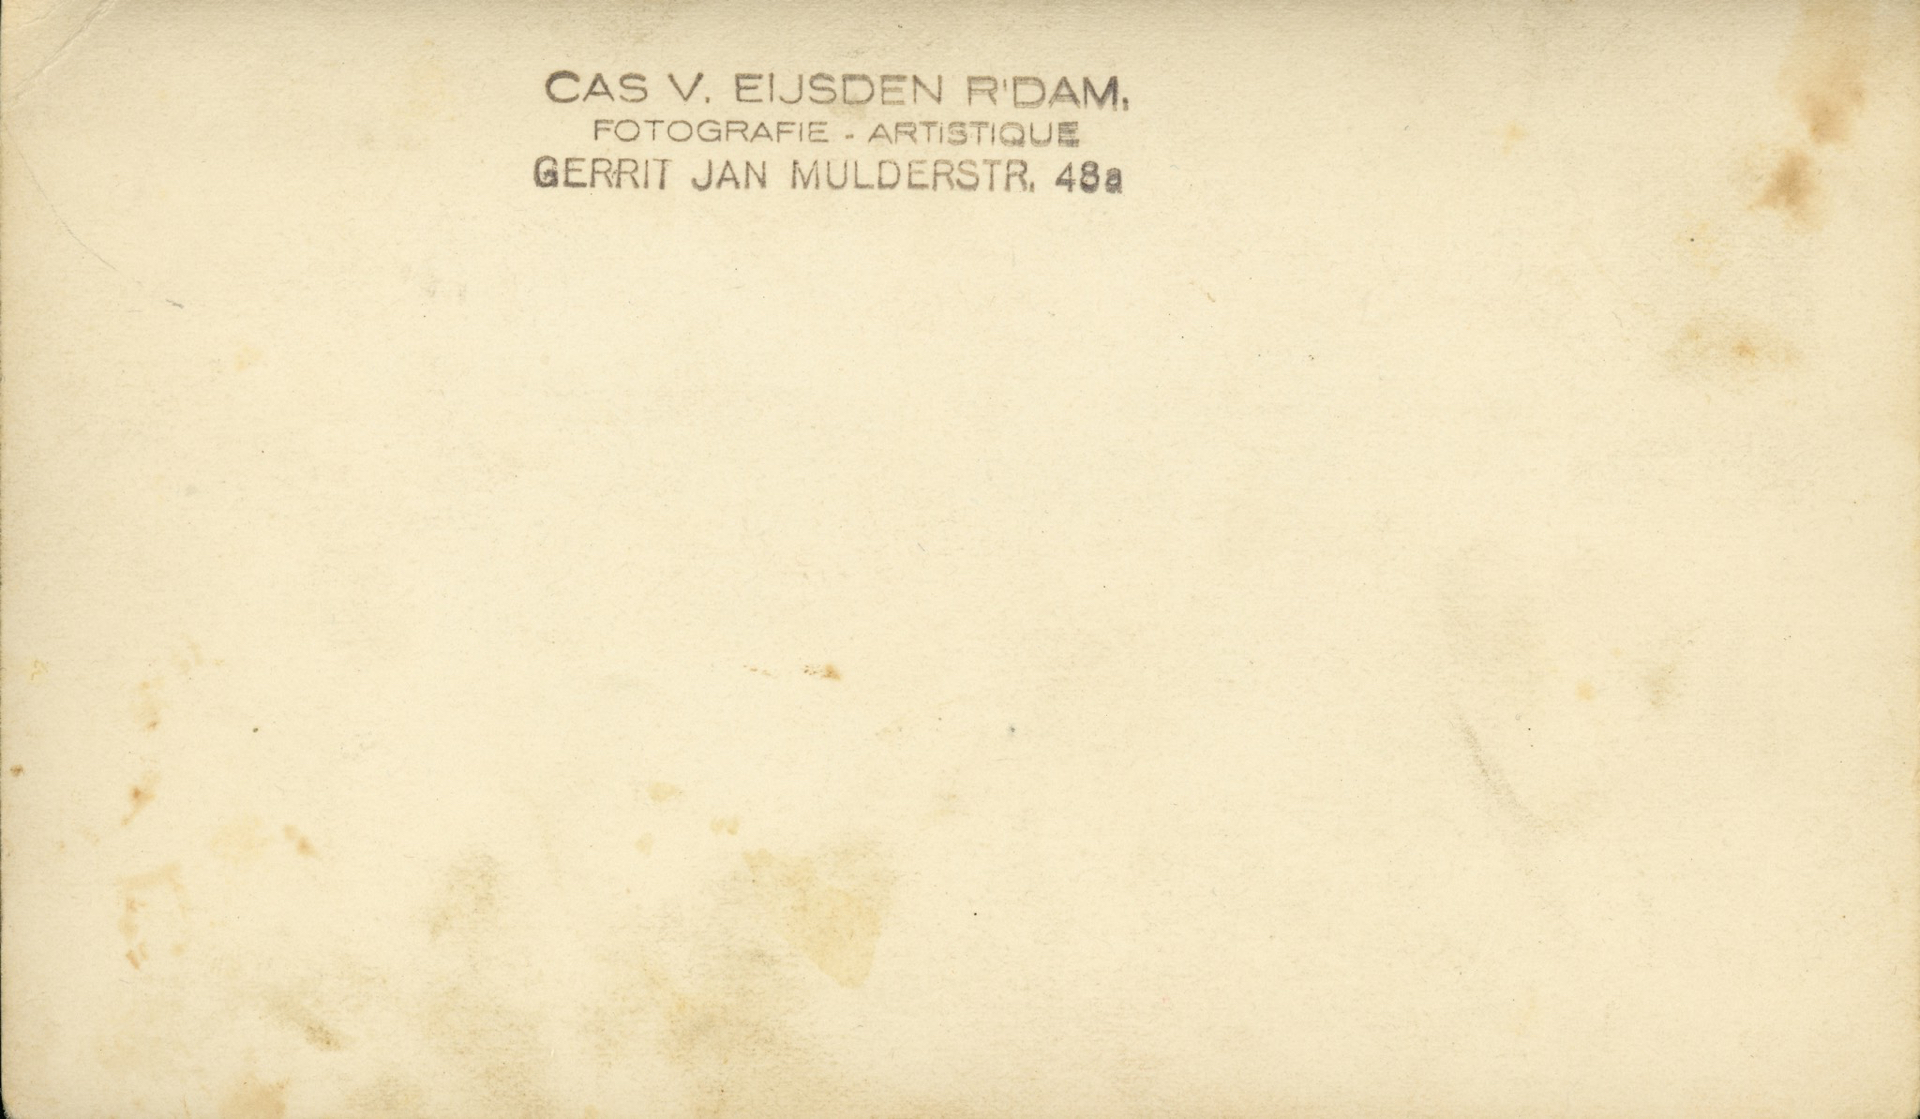 CAS V. EIJSDEN R'DAM.
FOTOGRAFIE - ARTISTIQUE
GERRIT JAN MULDERSTR. 48a